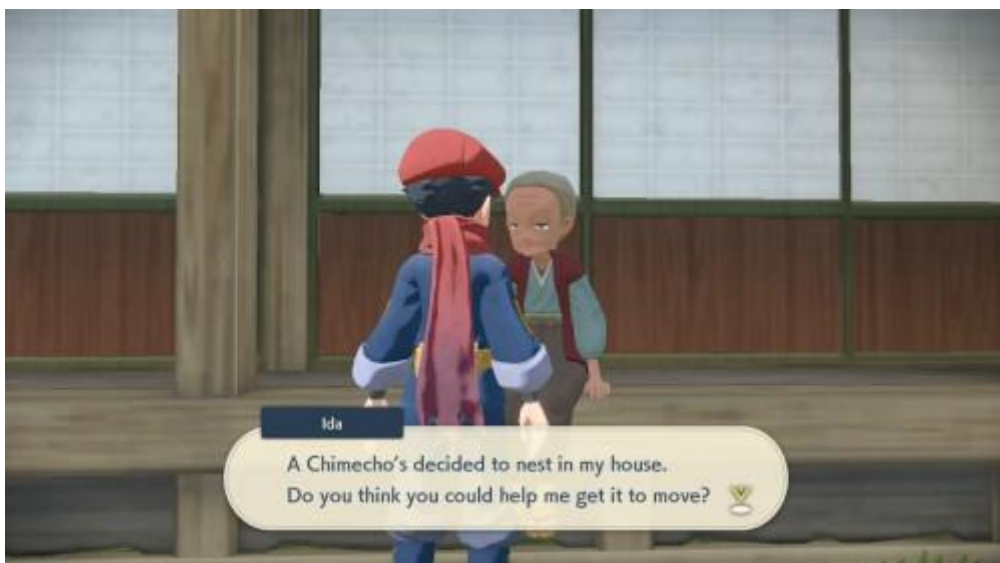 Ida
A Chimecho's decided to nest in my house.
Do you think you could help me get it to move?